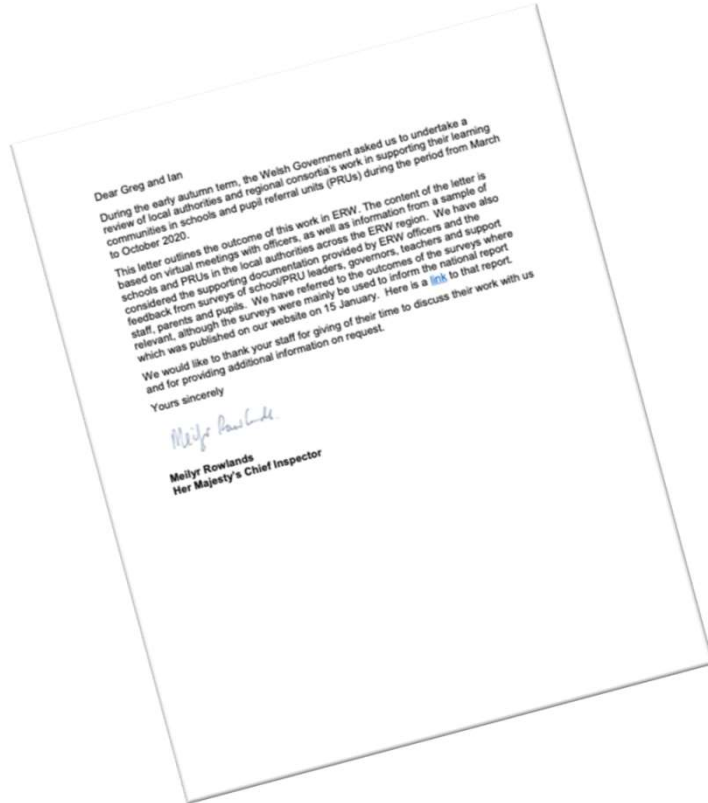 Dear Greg and Ian
During the early autumn term, the Welsh Government asked us to undertake a
review of local authorities and regional consortia's work in supporting their learning
communities in schools and pupil referral units (PRUs) during the period from March
to October 2020.
This letter outlines the outcome of this work in ERW. The content of the letter is
based on virtual meetings with officers, as well as information from a sample of
schools and PRUs in the local authorities across the ERW region. We have also
considered the supporting documentation provided by ERW officers and the
feedback from surveys of school/PRU leaders, governors, teachers and support
staff, parents and pupils. We have referred to the outcomes of the surveys where
relevant, although the surveys were mainly be used to inform the national report
which was published on our website on 15 January. Here is a link to that report.
We would like to thank your staff for giving of their time to discuss their work with us
and for providing additional information on request.
Yours sincerely
Meilyr Rowlands
Meilyr Rowlands
Her Majesty's Chief Inspector